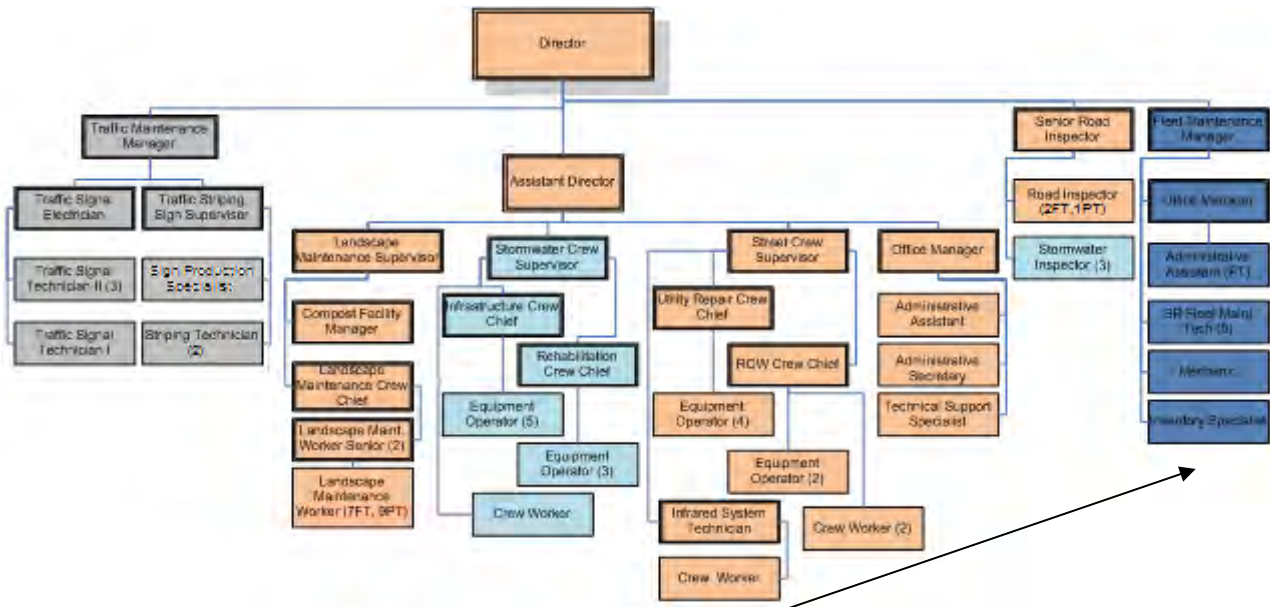 Director
Traffic Maintenance
Manager
Senior Road
Inspector
Fleet Maintenance
Manager
Assistant Director
Traffic Signal
Electrician
Traffic Striping
Sign Supervisor
Traffic Signal
Technician II (3)
Sign Production
Specialist
Traffic Signal
Technician I
Striping Technician
(2)
Landscape
Maintenance Supervisor
Compost Facility
Manager
Landscape
Maintenance Crew
Chief
Landscape Maint.
Worker Senior (2)
Landscape
Maintenance
Worker (7FT, 9PT)
Stormwater Crew
Supervisor
Infrastructure Crew
Chief
Rehabilitation
Crew Chief
Equipment
Operator (5)
Equipment
Operator (3)
Crew Worker
Street Crew
Supervisor
Utility Repair Crew
Chief
ROW Crew Chief
Equipment
Operator (4)
Equipment
Operator (2)
Infrared System
Technician
Crew Worker (2)
Crew Worker
Office Manager
Administrative
Assistant
Administrative
Secretary
Technical Support
Specialist
Road Inspector
(2FT,1PT)
Stormwater
Inspector (3)
Office Manager
Administrative
Assistant (FT)
Fleet Maint.
Tech
Mechanic
Inventory Specialist